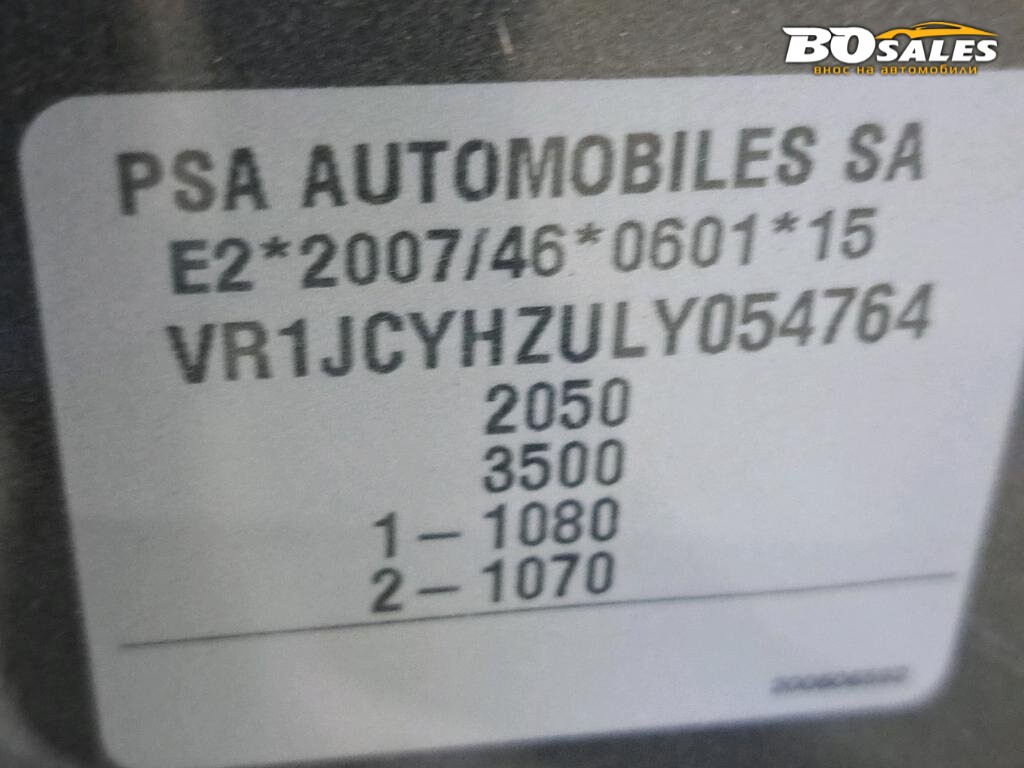 BOSALES
внос на автомобили
PSA AUTOMOBILES SA
E2*2007/46*0601*15
VR1JCYHZULY054764
2050
3500
1-1080
2-1070